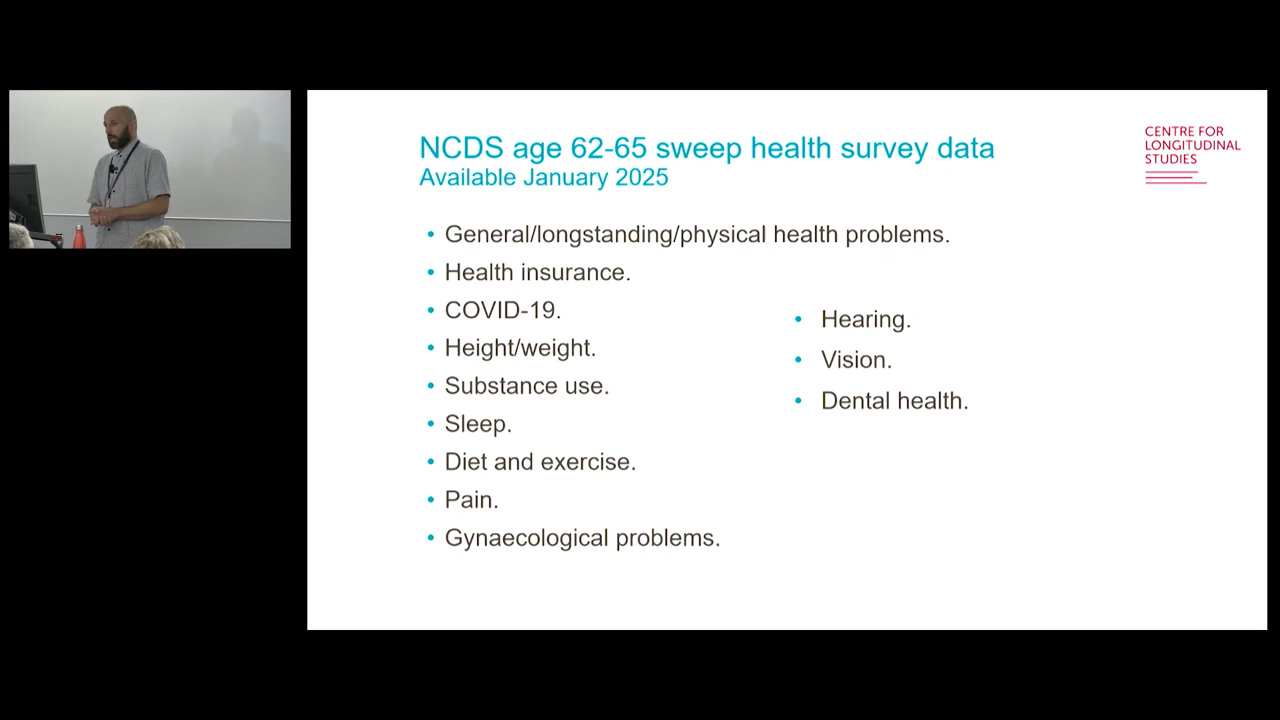 NCDS age 62-65 sweep health survey data
Available January 2025
CENTRE FOR
LONGITUDINAL
STUDIES
• General/longstanding/physical health problems.
• Health insurance.
• COVID-19.
• Height/weight.
• Substance use.
• Sleep.
• Diet and exercise.
• Pain.
• Gynaecological problems.
• Hearing.
• Vision.
• Dental health.